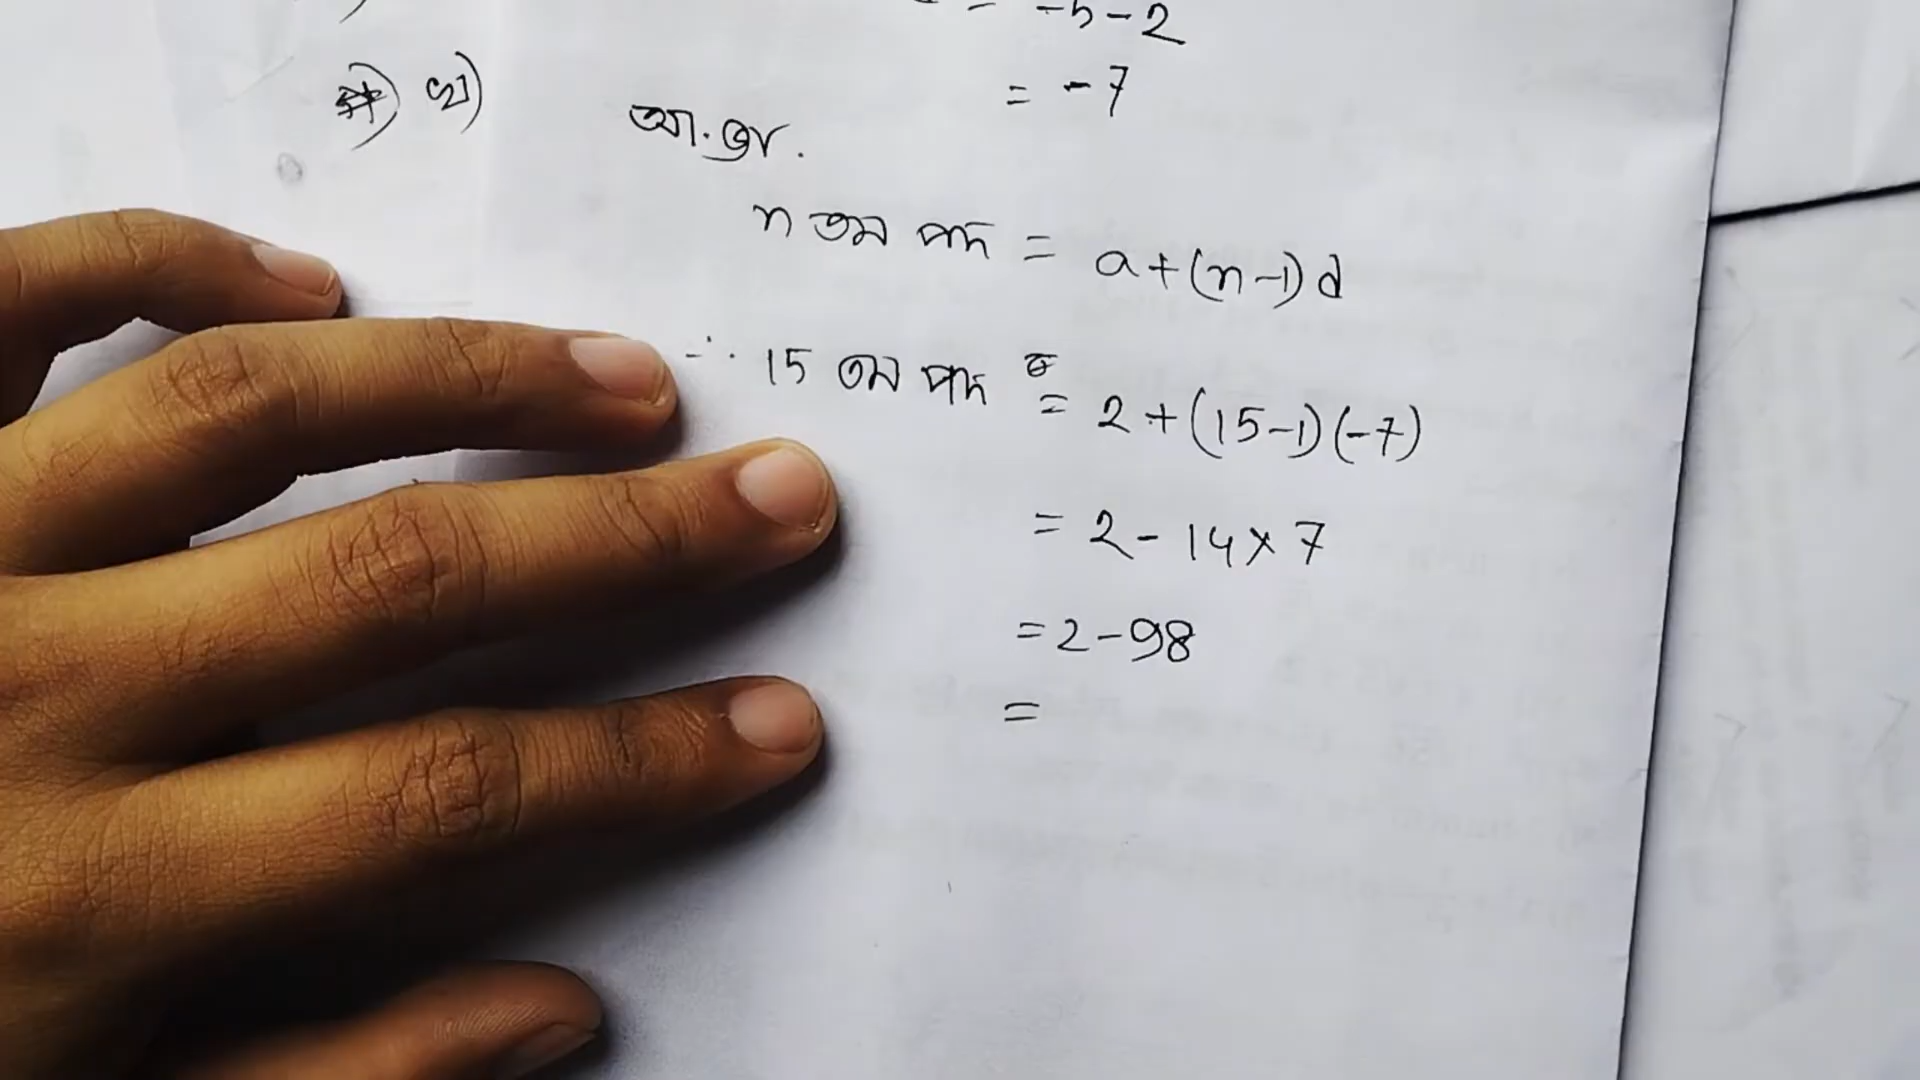 = -5-2
= -7
খ)
আ.জা.
n তম পদ = a+(n-1)d
∴ 15 তম পদ = 2+(15-1)(-7)
= 2-14×7
=2-98
=